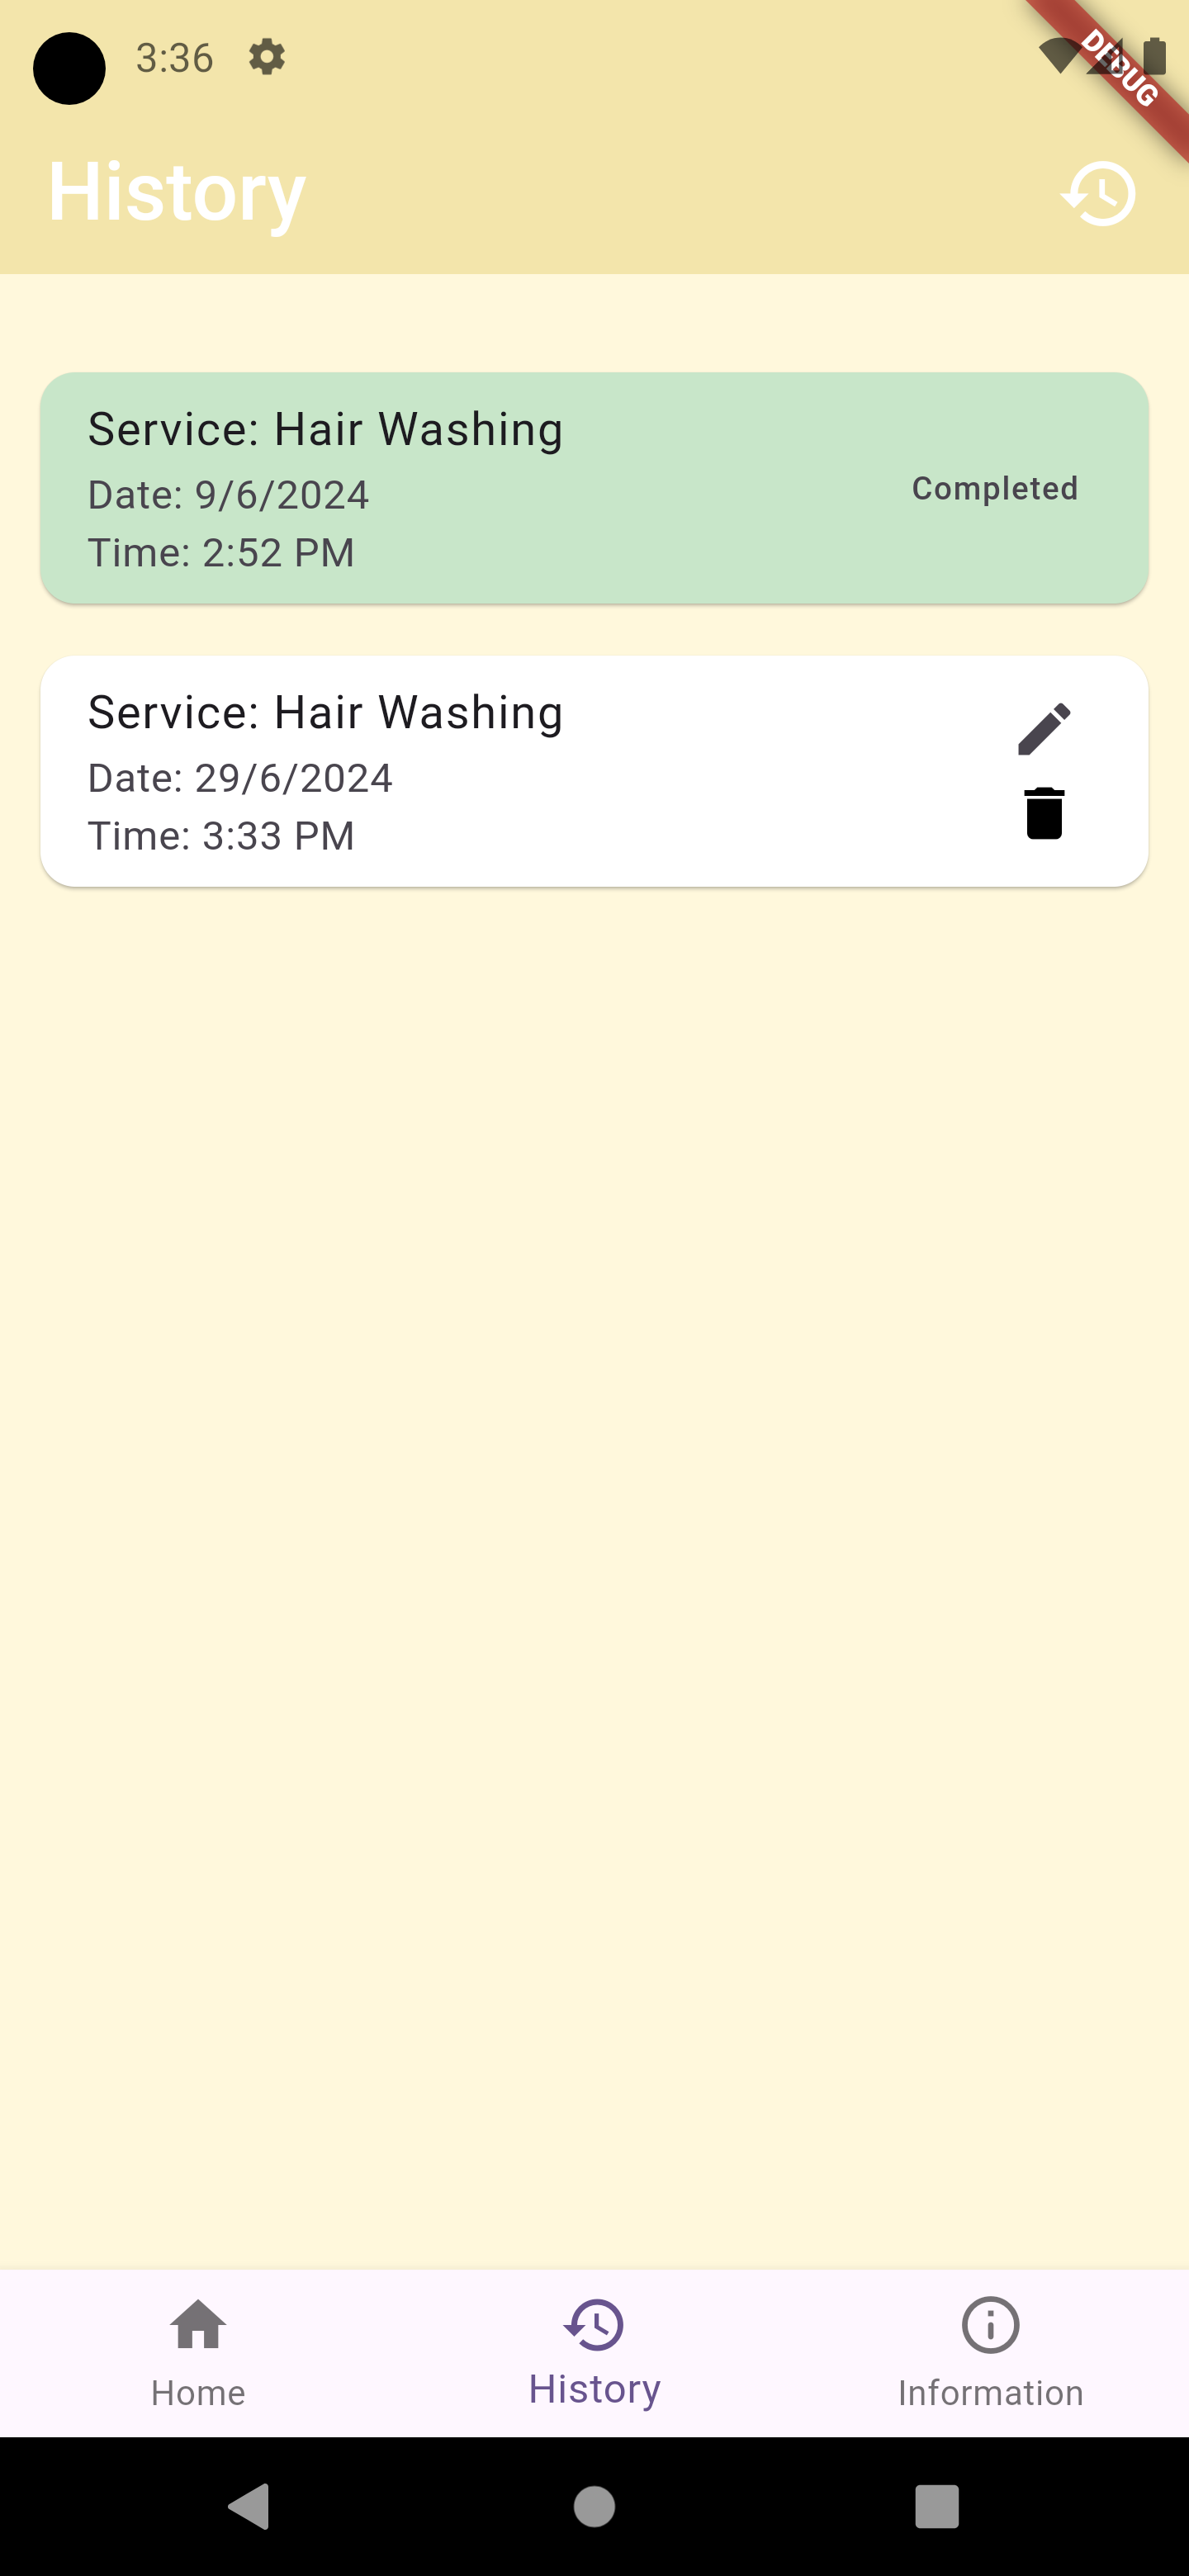 3:36
DEBUG
History
Service: Hair Washing
Date: 9/6/2024
Time: 2:52 PM
Completed
Service: Hair Washing
Date: 29/6/2024
Time: 3:33 PM
Home
History
Information